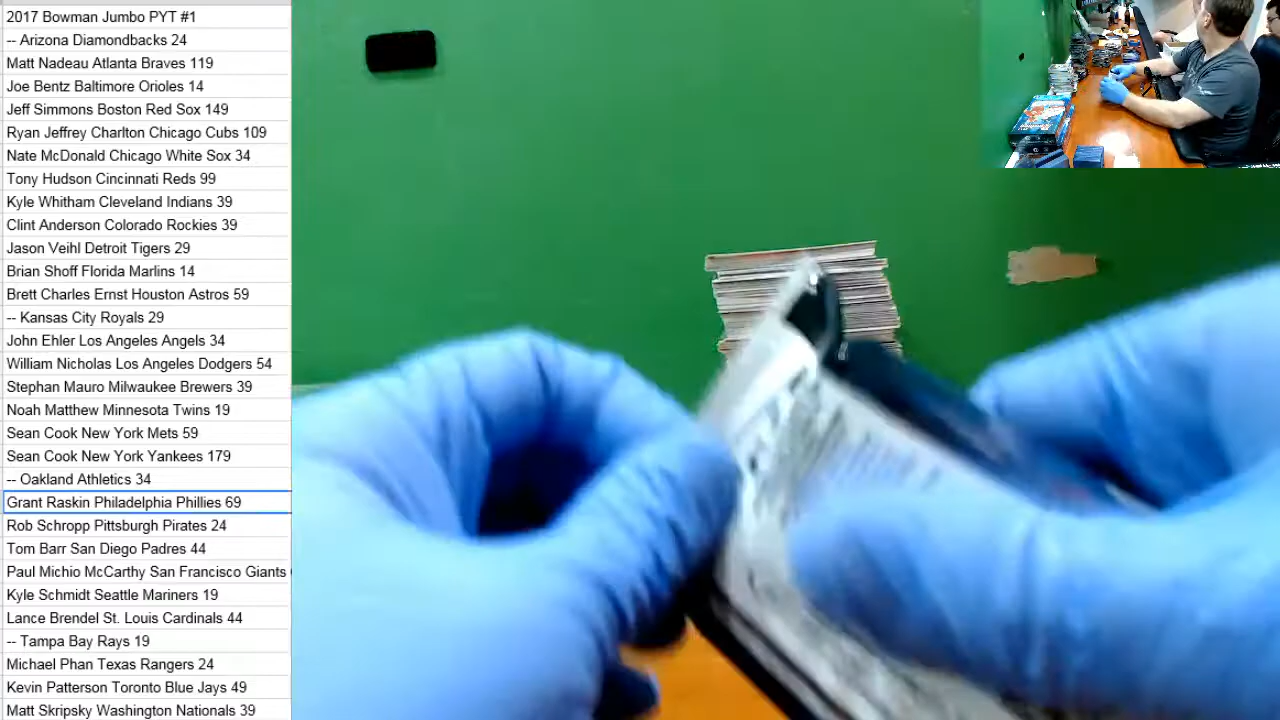 2017 Bowman Jumbo PYT #1
-- Arizona Diamondbacks 24
Matt Nadeau Atlanta Braves 119
Joe Bentz Baltimore Orioles 14
Jeff Simmons Boston Red Sox 149
Ryan Jeffrey Charlton Chicago Cubs 109
Nate McDonald Chicago White Sox 34
Tony Hudson Cincinnati Reds 99
Kyle Whitham Cleveland Indians 39
Clint Anderson Colorado Rockies 39
Jason Veihl Detroit Tigers 29
Brian Shoff Florida Marlins 14
Brett Charles Ernst Houston Astros 59
-- Kansas City Royals 29
John Ehler Los Angeles Angels 34
William Nicholas Los Angeles Dodgers 54
Stephan Mauro Milwaukee Brewers 39
Noah Matthew Minnesota Twins 19
Sean Cook New York Mets 59
Sean Cook New York Yankees 179
-- Oakland Athletics 34
Grant Raskin Philadelphia Phillies 69
Rob Schropp Pittsburgh Pirates 24
Tom Barr San Diego Padres 44
Paul Michio McCarthy San Francisco Giants
Kyle Schmidt Seattle Mariners 19
Lance Brendel St. Louis Cardinals 44
-- Tampa Bay Rays 19
Michael Phan Texas Rangers 24
Kevin Patterson Toronto Blue Jays 49
Matt Skripsky Washington Nationals 39